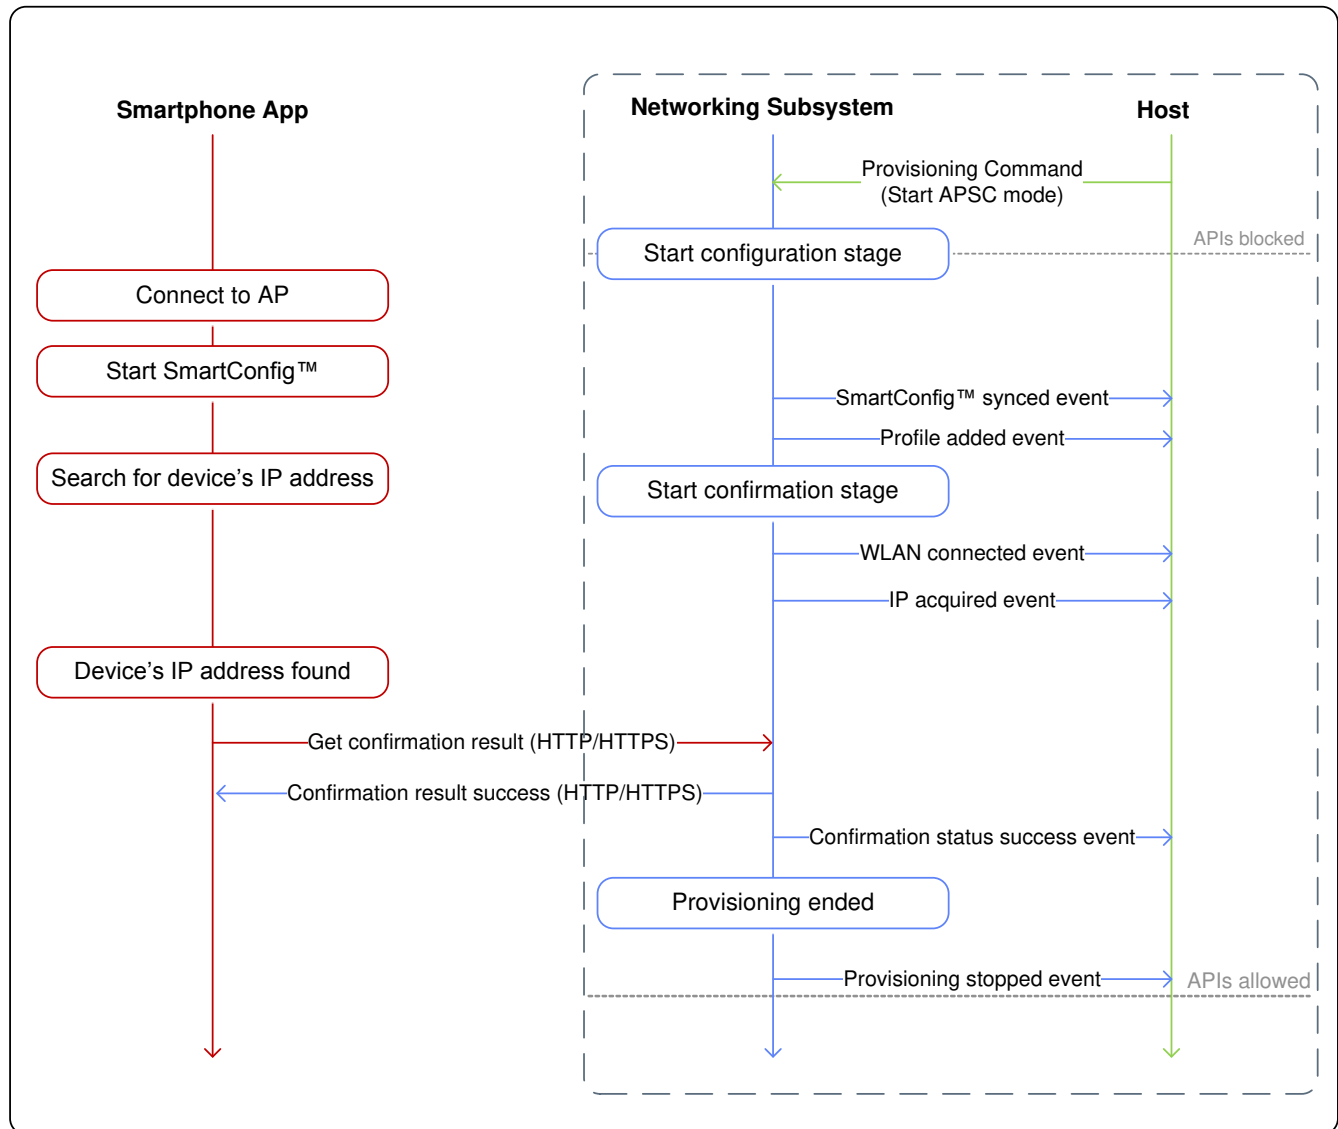 Smartphone App
Networking Subsystem
Host
Provisioning Command
(Start APSC mode)
APIs blocked
Start configuration stage
Connect to AP
Start SmartConfig™
SmartConfig™ synced event
Profile added event
Search for device’s IP address
Start confirmation stage
WLAN connected event
IP acquired event
Device’s IP address found
Get confirmation result (HTTP/HTTPS)
Confirmation result success (HTTP/HTTPS)
Confirmation status success event
Provisioning ended
Provisioning stopped event
APIs allowed